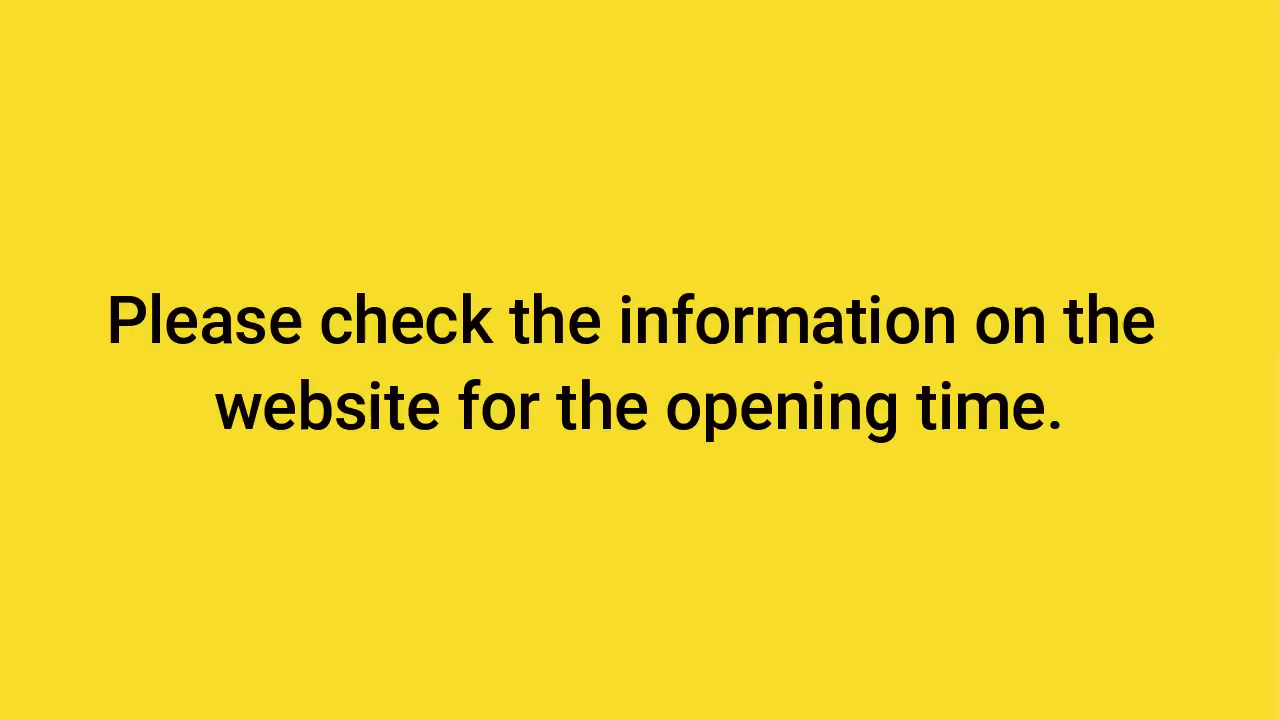 Please check the information on the
website for the opening time.